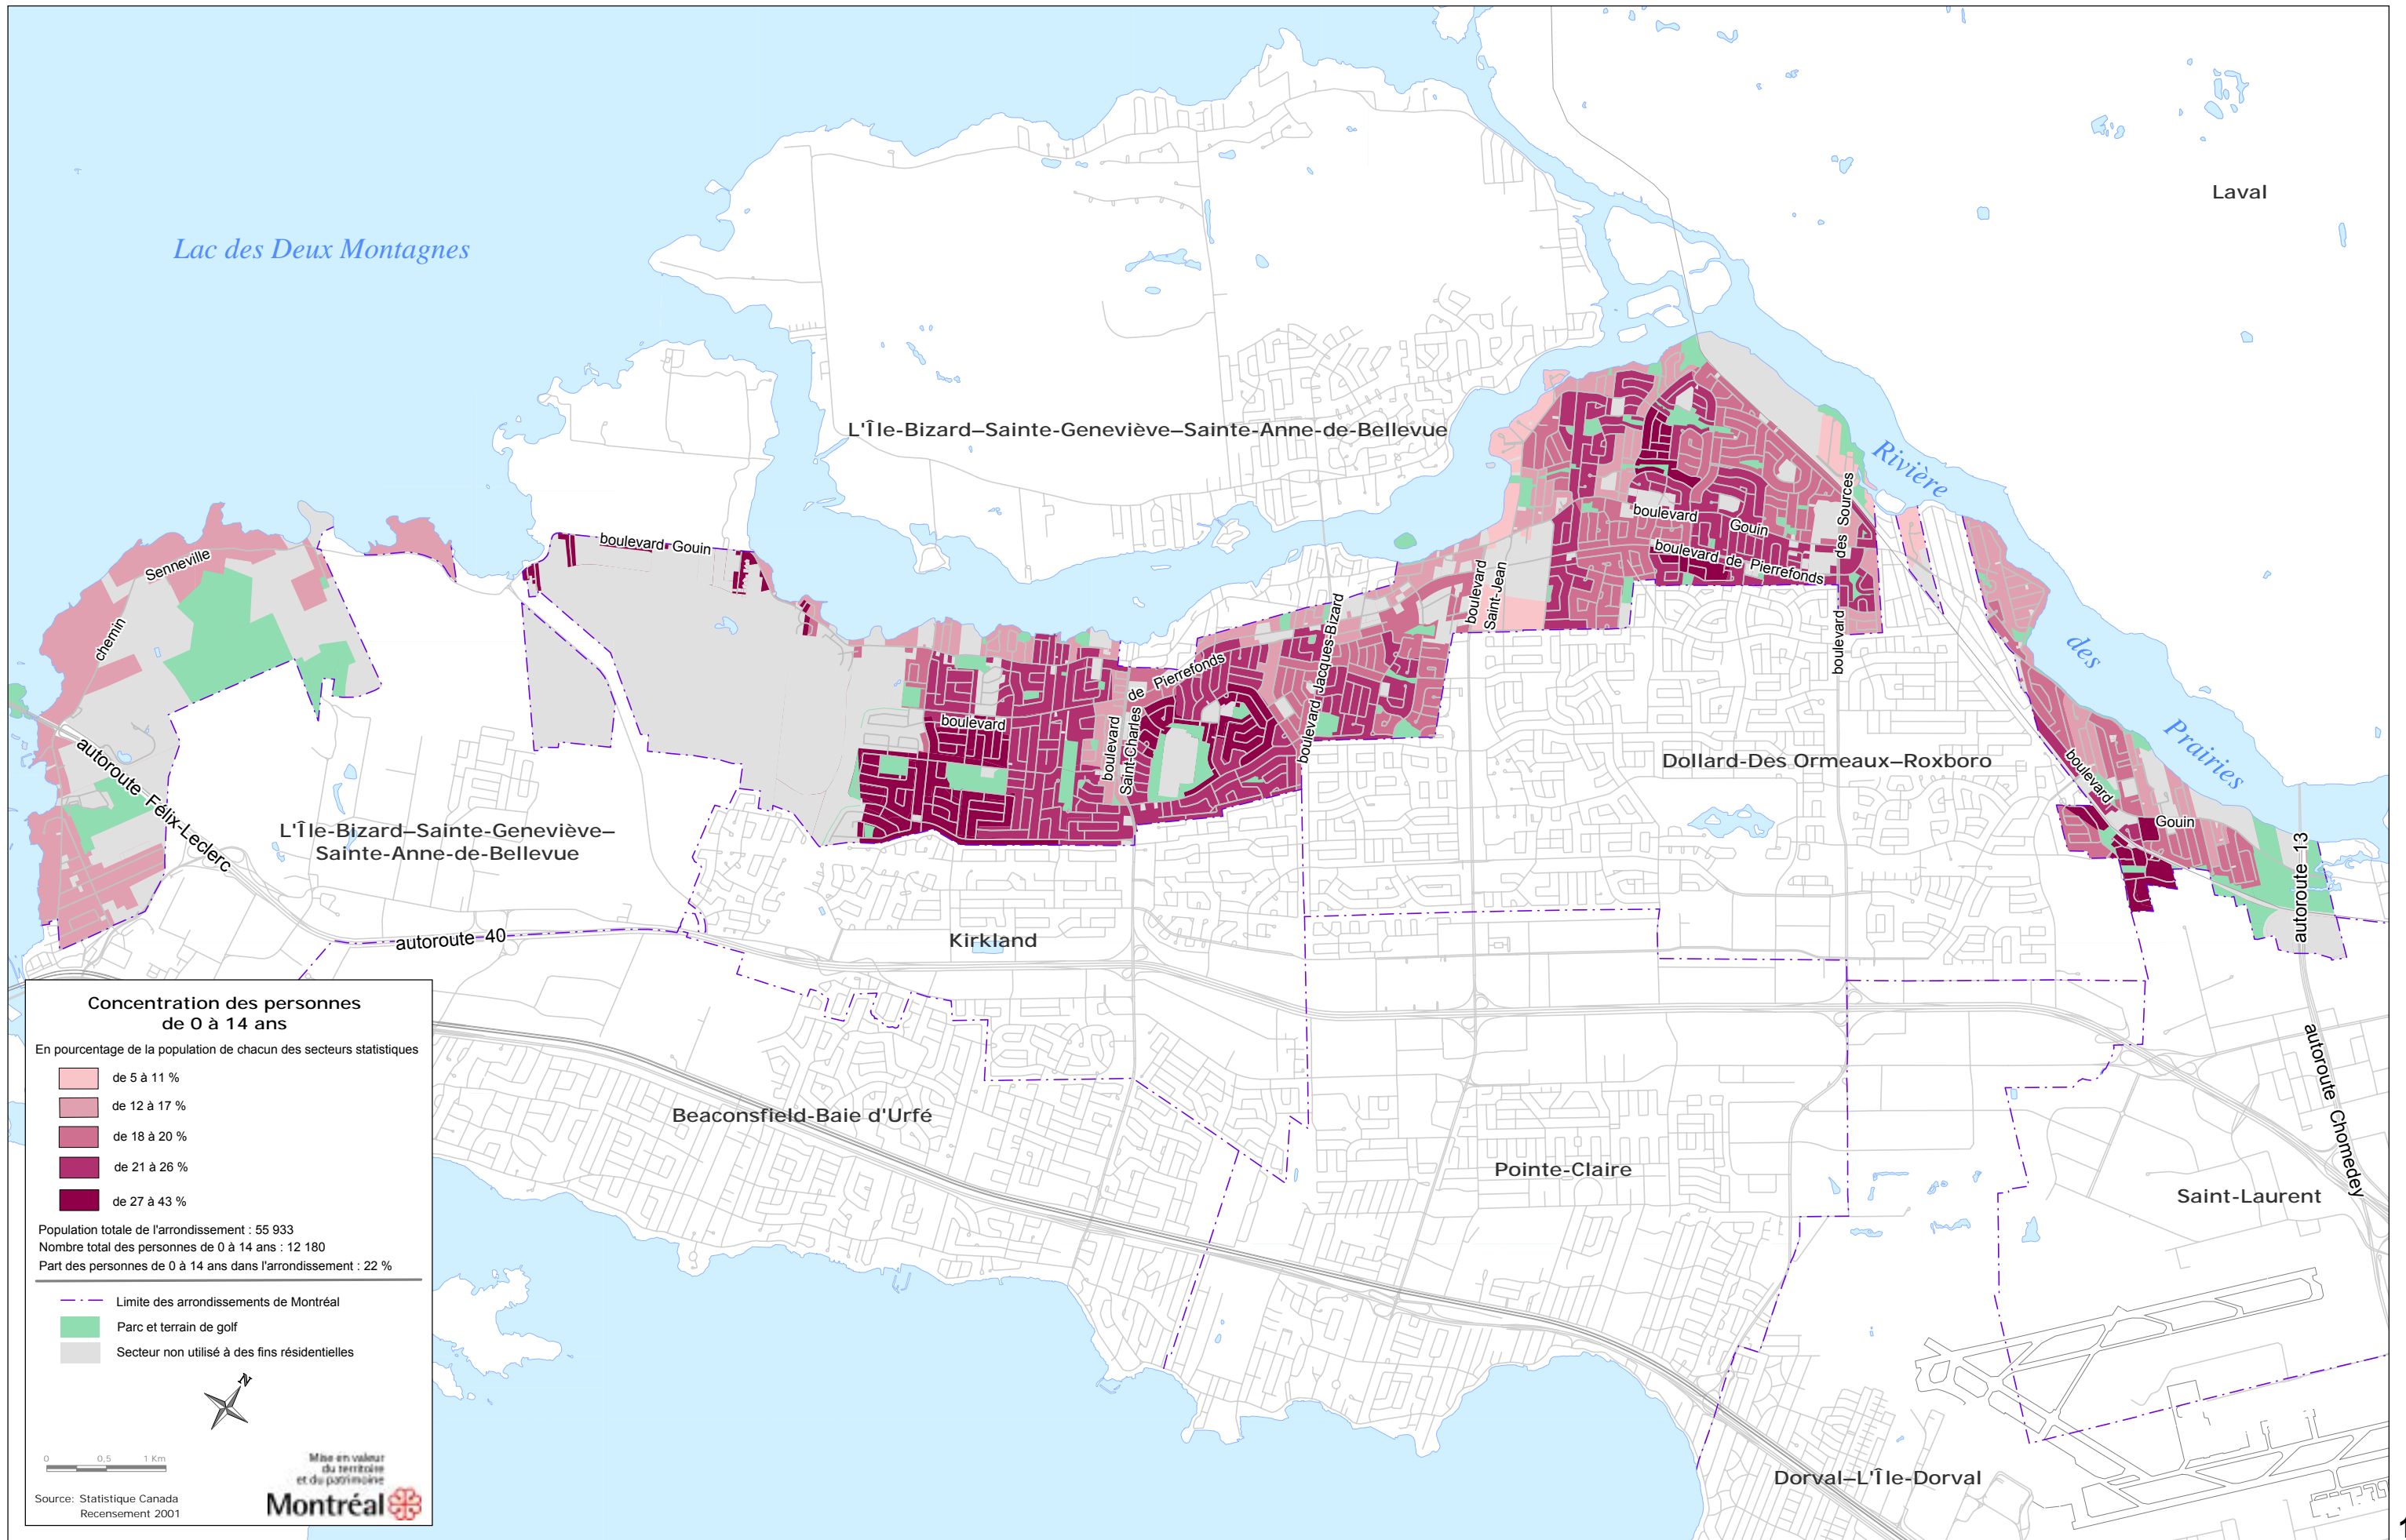 Laval
Lac des Deux Montagnes
L'Île-Bizard–Sainte-Geneviève–Sainte-Anne-de-Bellevue
Rivière
des
Prairies
boulevard Gouin
Senneville
chemin
boulevard
Gouin
boulevard de Pierrefonds
des Sources
boulevard
boulevard
Saint-Jean
boulevard Jacques-Bizard
de Pierrefonds
boulevard
boulevard
Saint-Charles
boulevard
Gouin
autoroute 13
autoroute Félix-Leclerc
L'Île-Bizard–Sainte-Geneviève–
Sainte-Anne-de-Bellevue
Dollard-Des Ormeaux–Roxboro
autoroute 40
Kirkland
autoroute Chomedey
Beaconsfield-Baie d'Urfé
Pointe-Claire
Saint-Laurent
Dorval–L'Île-Dorval
Concentration des personnes
de 0 à 14 ans
En pourcentage de la population de chacun des secteurs statistiques
de 5 à 11 %
de 12 à 17 %
de 18 à 20 %
de 21 à 26 %
de 27 à 43 %
Population totale de l'arrondissement : 55 933
Nombre total des personnes de 0 à 14 ans : 12 180
Part des personnes de 0 à 14 ans dans l'arrondissement : 22 %
Limite des arrondissements de Montréal
Parc et terrain de golf
Secteur non utilisé à des fins résidentielles
N
0 0,5 1 Km
Mise en valeur
du territoire
et du patrimoine
Montréal
Source: Statistique Canada
Recensement 2001